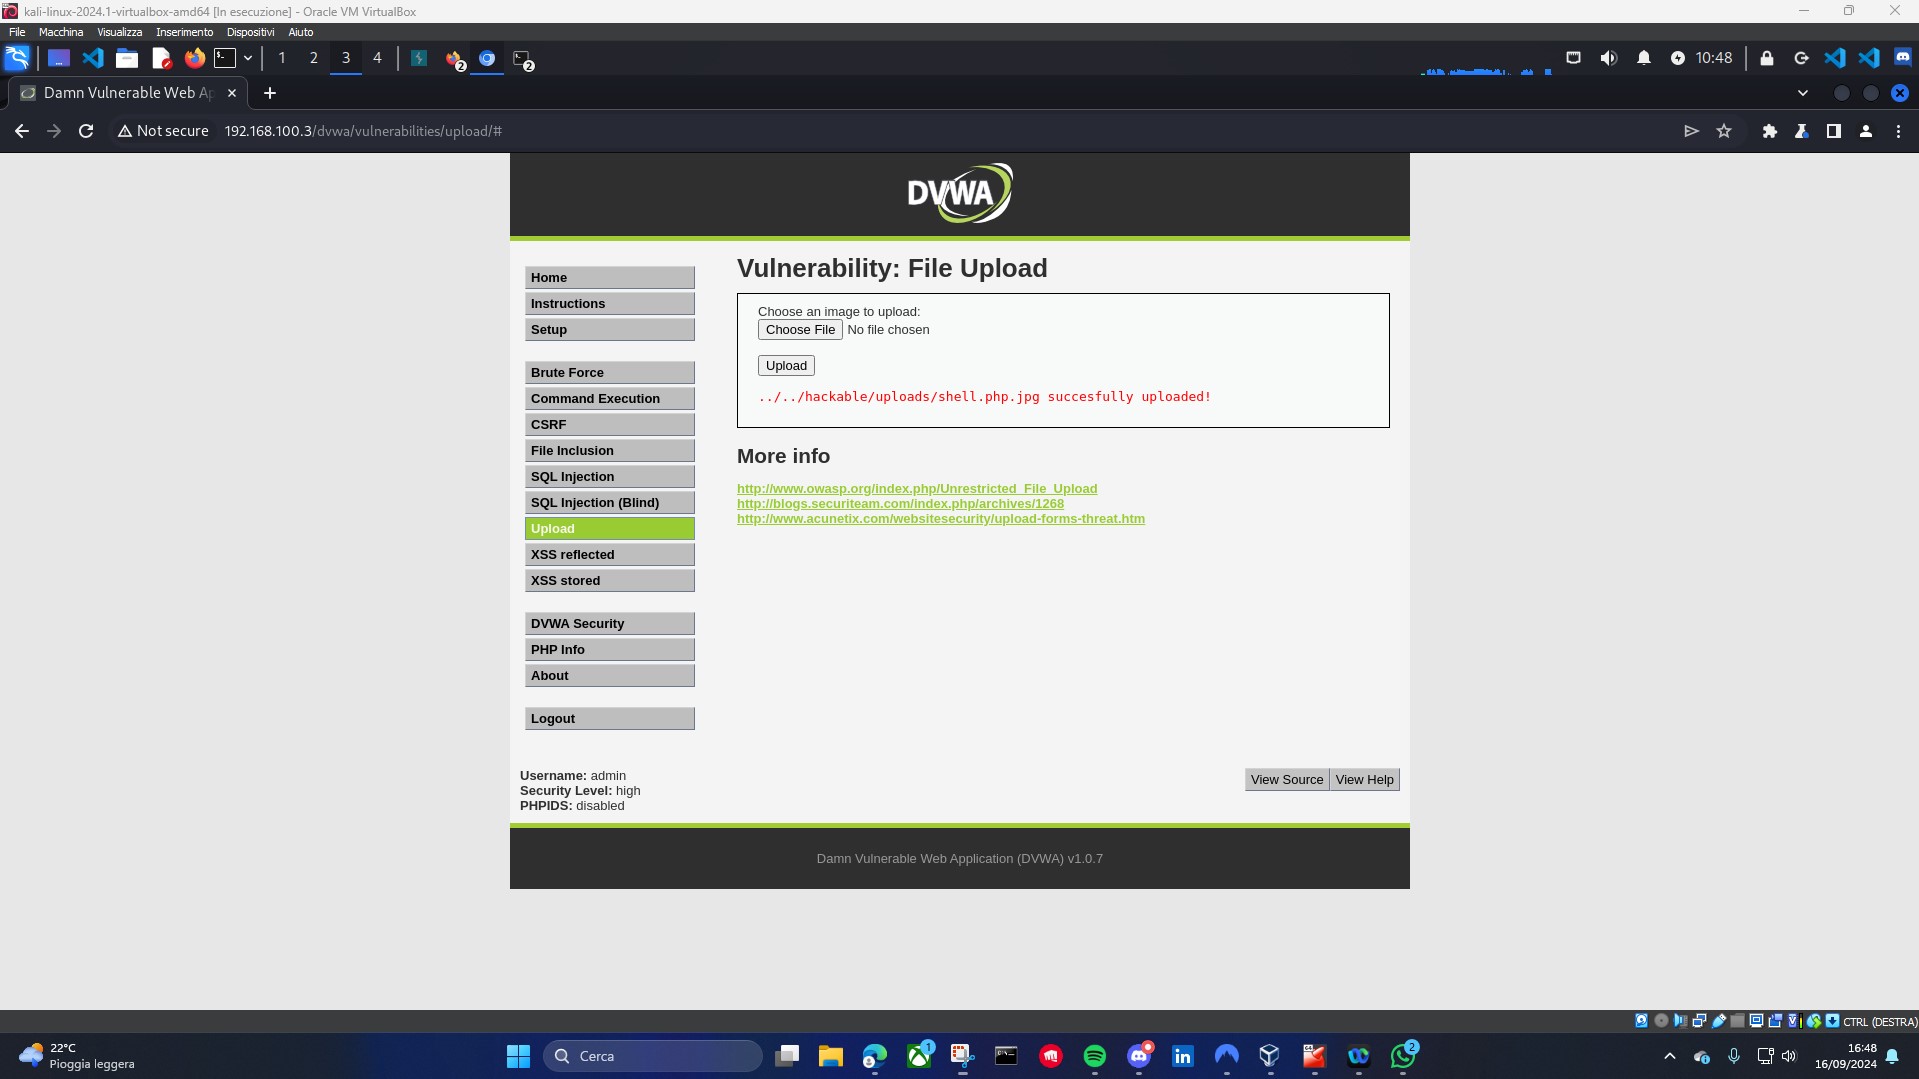 kali-linux-2024.1-virtualbox-amd64 [In esecuzione] - Oracle VM VirtualBox
File Macchina Visualizza Inserimento Dispositivi Aiuto
1 2 3 4
2
2
10:48
Damn Vulnerable Web Ap
Not secure 192.168.100.3/dvwa/vulnerabilities/upload/#
DVWA
Home
Instructions
Setup
Brute Force
Command Execution
CSRF
File Inclusion
SQL Injection
SQL Injection (Blind)
Upload
XSS reflected
XSS stored
DVWA Security
PHP Info
About
Logout
Vulnerability: File Upload
Choose an image to upload:
Choose File No file chosen
Upload
../../hackable/uploads/shell.php.jpg succesfully uploaded!
More info
http://www.owasp.org/index.php/Unrestricted_File_Upload
http://blogs.securiteam.com/index.php/archives/1268
http://www.acunetix.com/websitesecurity/upload-forms-threat.htm
Username: admin
Security Level: high
PHPIDS: disabled
View Source View Help
Damn Vulnerable Web Application (DVWA) v1.0.7
CTRL (DESTRA)
22°C
Pioggia leggera
Cerca
1
in
2
16:48
16/09/2024